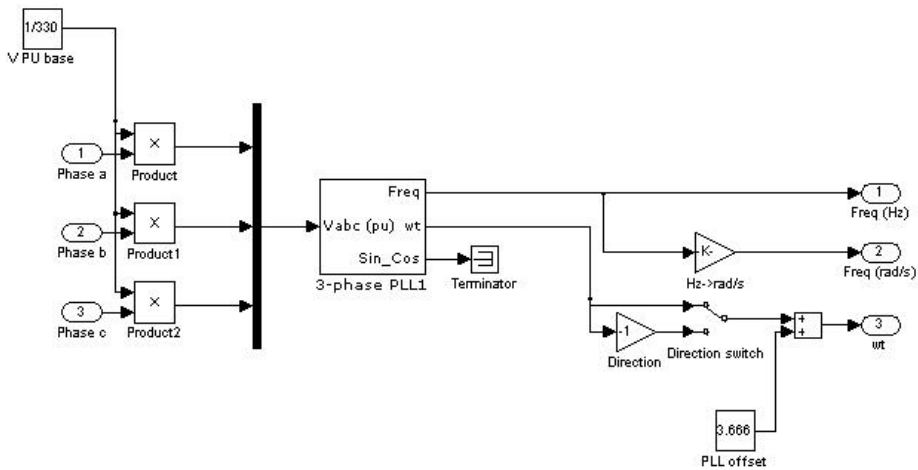 1/330
V PU base
×
1
Phase a
Product
×
2
Phase b
Product1
×
3
Phase c
Product2
Freq
Vabc (pu) wt
Sin_Cos
3-phase PLL1
Terminator
1
Freq (Hz)
K-
Hz->rad/s
2
Freq (rad/s)
-1
Direction
Direction switch
+
+
3
wt
3.666
PLL offset